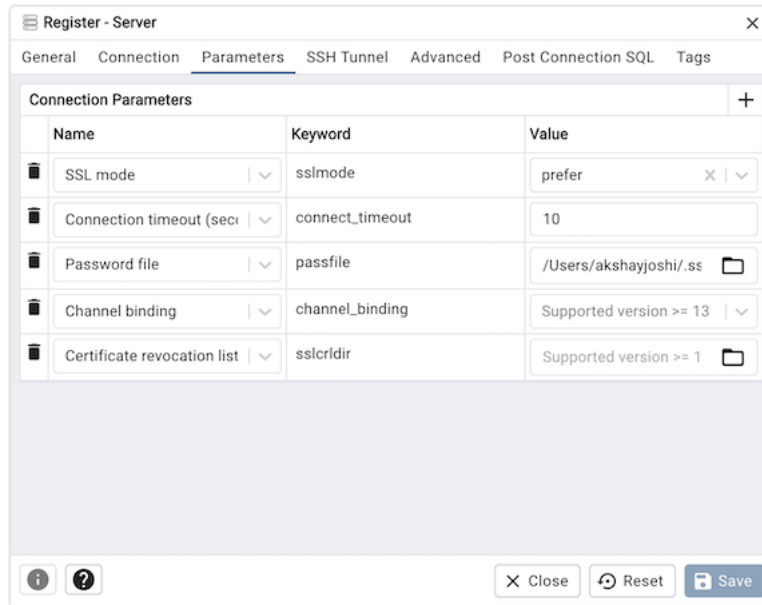 Register - Server
General Connection Parameters SSH Tunnel Advanced Post Connection SQL Tags
Connection Parameters
Name Keyword Value
SSL mode sslmode prefer
Connection timeout (sec connect_timeout 10
Password file passfile /Users/akshayjoshi/.ss
Channel binding channel_binding Supported version >= 13
Certificate revocation list sslcrldir Supported version >= 1
Close Reset Save